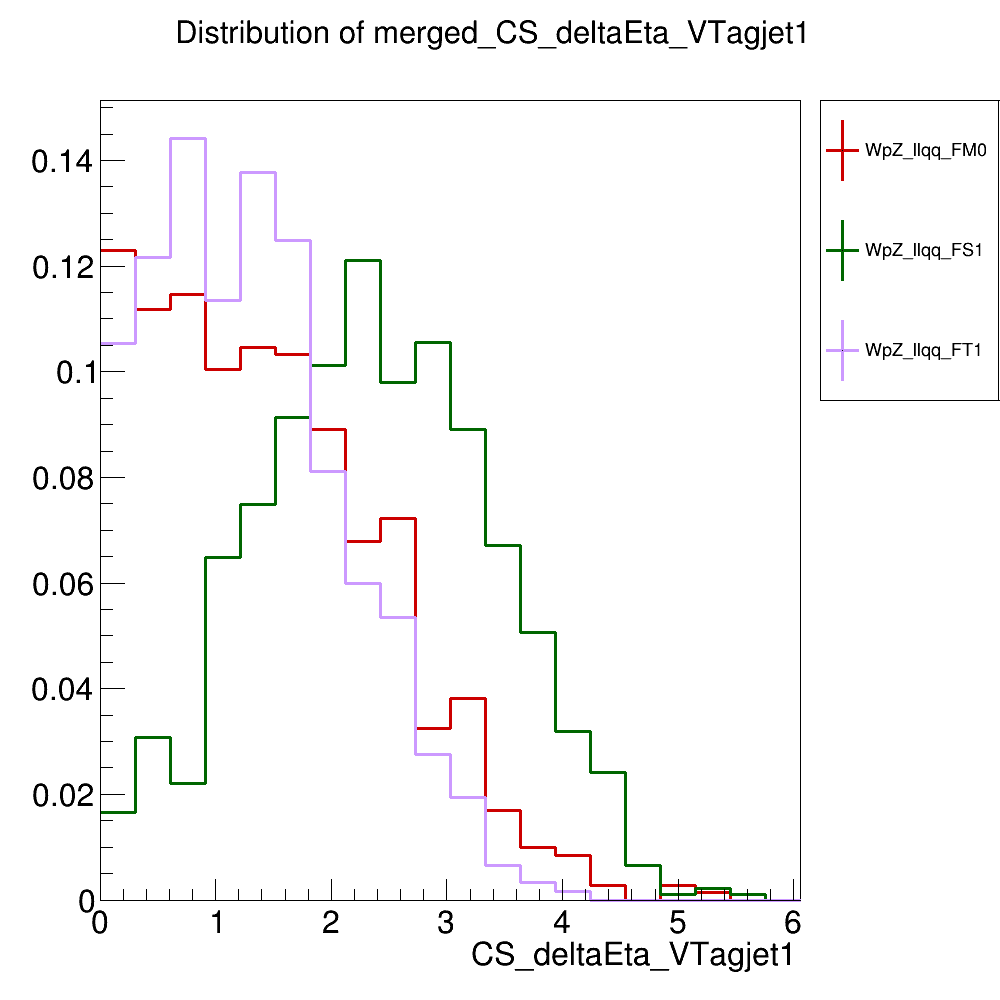 Distribution of merged_CS_deltaEta_VTagjet1
WpZ_llqq_FM0
WpZ_llqq_FS1
WpZ_llqq_FT1
0.14
0.12
0.1
0.08
0.06
0.04
0.02
0
0 1 2 3 4 5 6
CS_deltaEta_VTagjet1